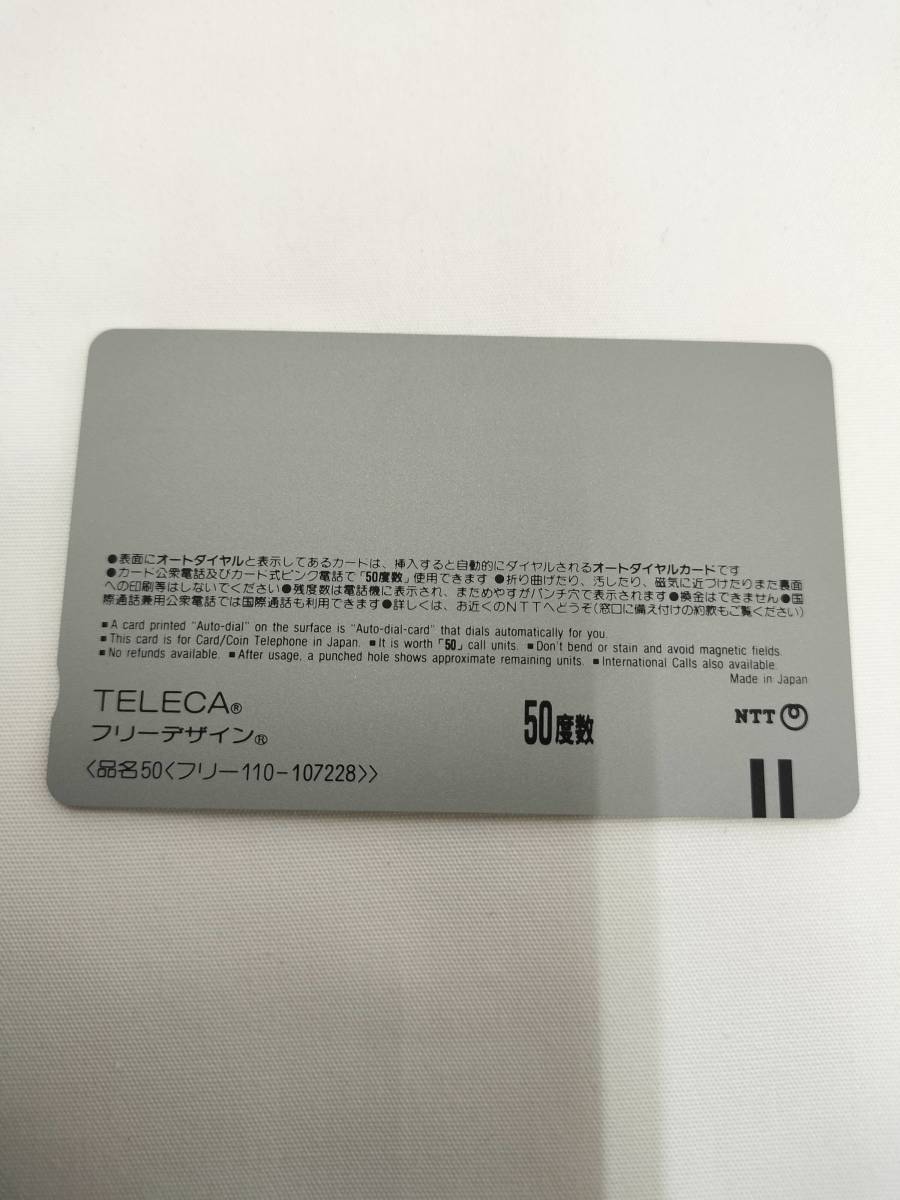 ●表面にオートダイヤルと表示してあるカードは、挿入すると自動的にダイヤルされるオートダイヤルカードです
●カード公衆電話及びカード式ピンク電話で「50度数」使用できます ●折り曲げたり、汚したり、磁気に近づけたりまた裏面
への印刷等はしないでください●残度数は電話機に表示され、まためやすがパンチ穴で表示されます●換金はできません●国
際通話兼用公衆電話では国際通話も利用できます●詳しくは、お近くのNTTへどうぞ(窓口に備え付けの約款もご覧ください)
■A card printed "Auto-dial" on the surface is "Auto-dial-card" that dials automatically for you.
■This card is for Card/Coin Telephone in Japan. ■It is worth「50」call units. ■Don't bend or stain and avoid magnetic fields.
■No refunds available. ■After usage, a punched hole shows approximate remaining units. ■International Calls also available.
Made in Japan
TELECA®
フリーデザイン®
50度数
NTT
〈品名50〈フリー110-107228〉〉